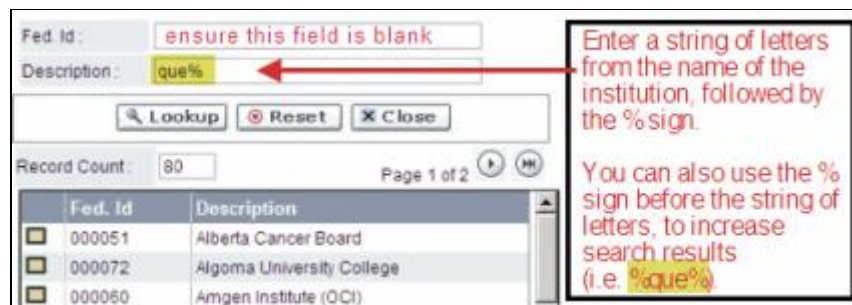 Fed. Id : ensure this field is blank
Description : que%
Lookup Reset Close
Record Count : 80 Page 1 of 2
Fed. Id Description
000051 Alberta Cancer Board
000072 Algoma University College
000060 Amgen Institute (OCI)
Enter a string of letters
from the name of the
institution, followed by
the % sign.
You can also use the %
sign before the string of
letters, to increase
search results
(i.e. %que%).